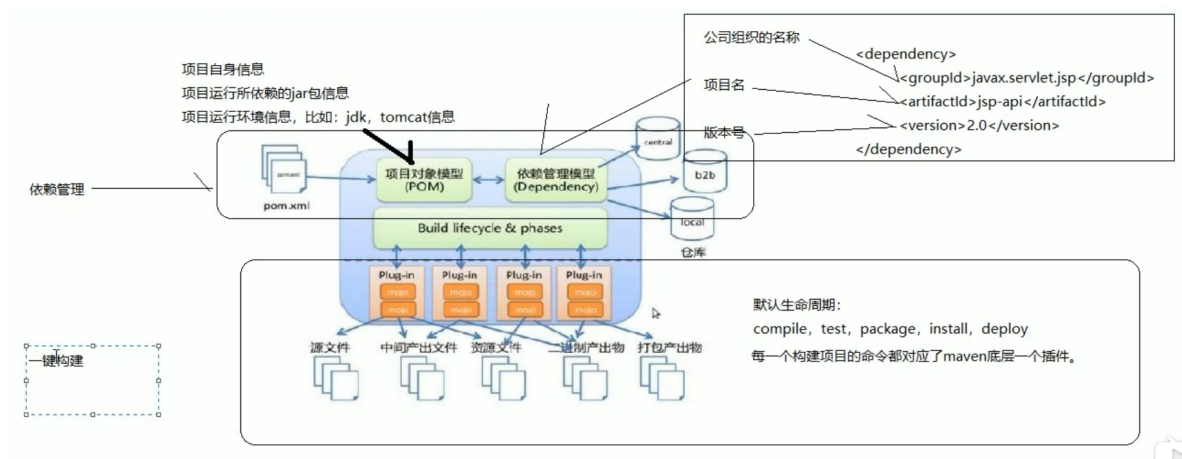 公司组织的名称
<dependency>
<groupId>javax.servlet.jsp</groupId>
项目名
<artifactId>jsp-api</artifactId>
版本号
<version>2.0</version>
</dependency>
项目自身信息
项目运行所依赖的jar包信息
项目运行环境信息，比如：jdk，tomcat信息
依赖管理
pom.xml
项目对象模型
(POM)
依赖管理模型
(Dependency)
central
b2b
local
仓库
Build lifecycle & phases
Plug-in
mojo
mojo
Plug-in
mojo
mojo
Plug-in
mojo
mojo
Plug-in
mojo
mojo
源文件
中间产出文件
资源文件
二进制产出物
打包产出物
默认生命周期：
compile，test，package，install，deploy
每一个构建项目的命令都对应了maven底层一个插件。
一键构建